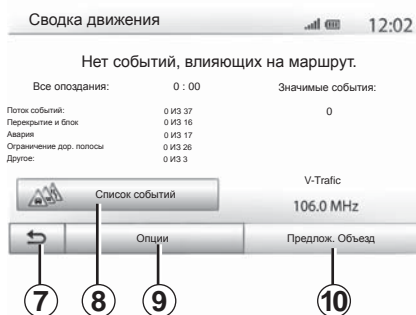 Сводка движения 12:02
Нет событий, влияющих на маршрут.
Все опоздания: 0 : 00 Значимые события:
Поток событий: 0 ИЗ 37 0
Перекрытие и блок 0 ИЗ 16
Авария 0 ИЗ 17
Ограничение дор. полосы 0 ИЗ 26
Другое: 0 ИЗ 3
Список событий V-Trafic
106.0 MHz
Опции Предлож. Объезд
7 8 9 10